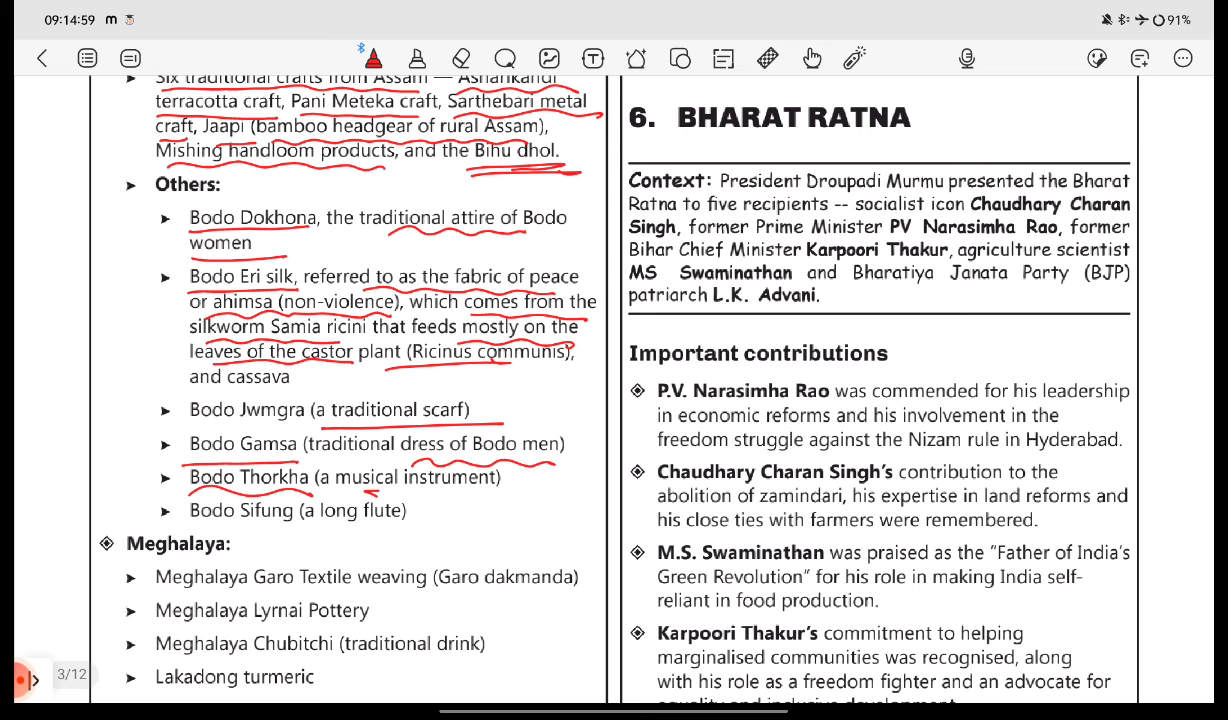 09:14:59 m
91%
Six traditional crafts from Assam — Asharikandi
terracotta craft, Pani Meteka craft, Sarthebari metal
craft, Jaapi (bamboo headgear of rural Assam),
Mishing handloom products, and the Bihu dhol.
➤ Others:
➤ Bodo Dokhona, the traditional attire of Bodo
women
➤ Bodo Eri silk, referred to as the fabric of peace
or ahimsa (non-violence), which comes from the
silkworm Samia ricini that feeds mostly on the
leaves of the castor plant (Ricinus communis),
and cassava
➤ Bodo Jwmgra (a traditional scarf)
➤ Bodo Gamsa (traditional dress of Bodo men)
➤ Bodo Thorkha (a musical instrument)
➤ Bodo Sifung (a long flute)
Meghalaya:
➤ Meghalaya Garo Textile weaving (Garo dakmanda)
➤ Meghalaya Lyrnai Pottery
➤ Meghalaya Chubitchi (traditional drink)
➤ Lakadong turmeric
3/12
6. BHARAT RATNA
Context: President Droupadi Murmu presented the Bharat
Ratna to five recipients -- socialist icon Chaudhary Charan
Singh, former Prime Minister PV Narasimha Rao, former
Bihar Chief Minister Karpoori Thakur, agriculture scientist
MS Swaminathan and Bharatiya Janata Party (BJP)
patriarch L.K. Advani.
Important contributions
P.V. Narasimha Rao was commended for his leadership
in economic reforms and his involvement in the
freedom struggle against the Nizam rule in Hyderabad.
Chaudhary Charan Singh's contribution to the
abolition of zamindari, his expertise in land reforms and
his close ties with farmers were remembered.
M.S. Swaminathan was praised as the "Father of India's
Green Revolution" for his role in making India self-
reliant in food production.
Karpoori Thakur's commitment to helping
marginalised communities was recognised, along
with his role as a freedom fighter and an advocate for
equality and inclusive development.